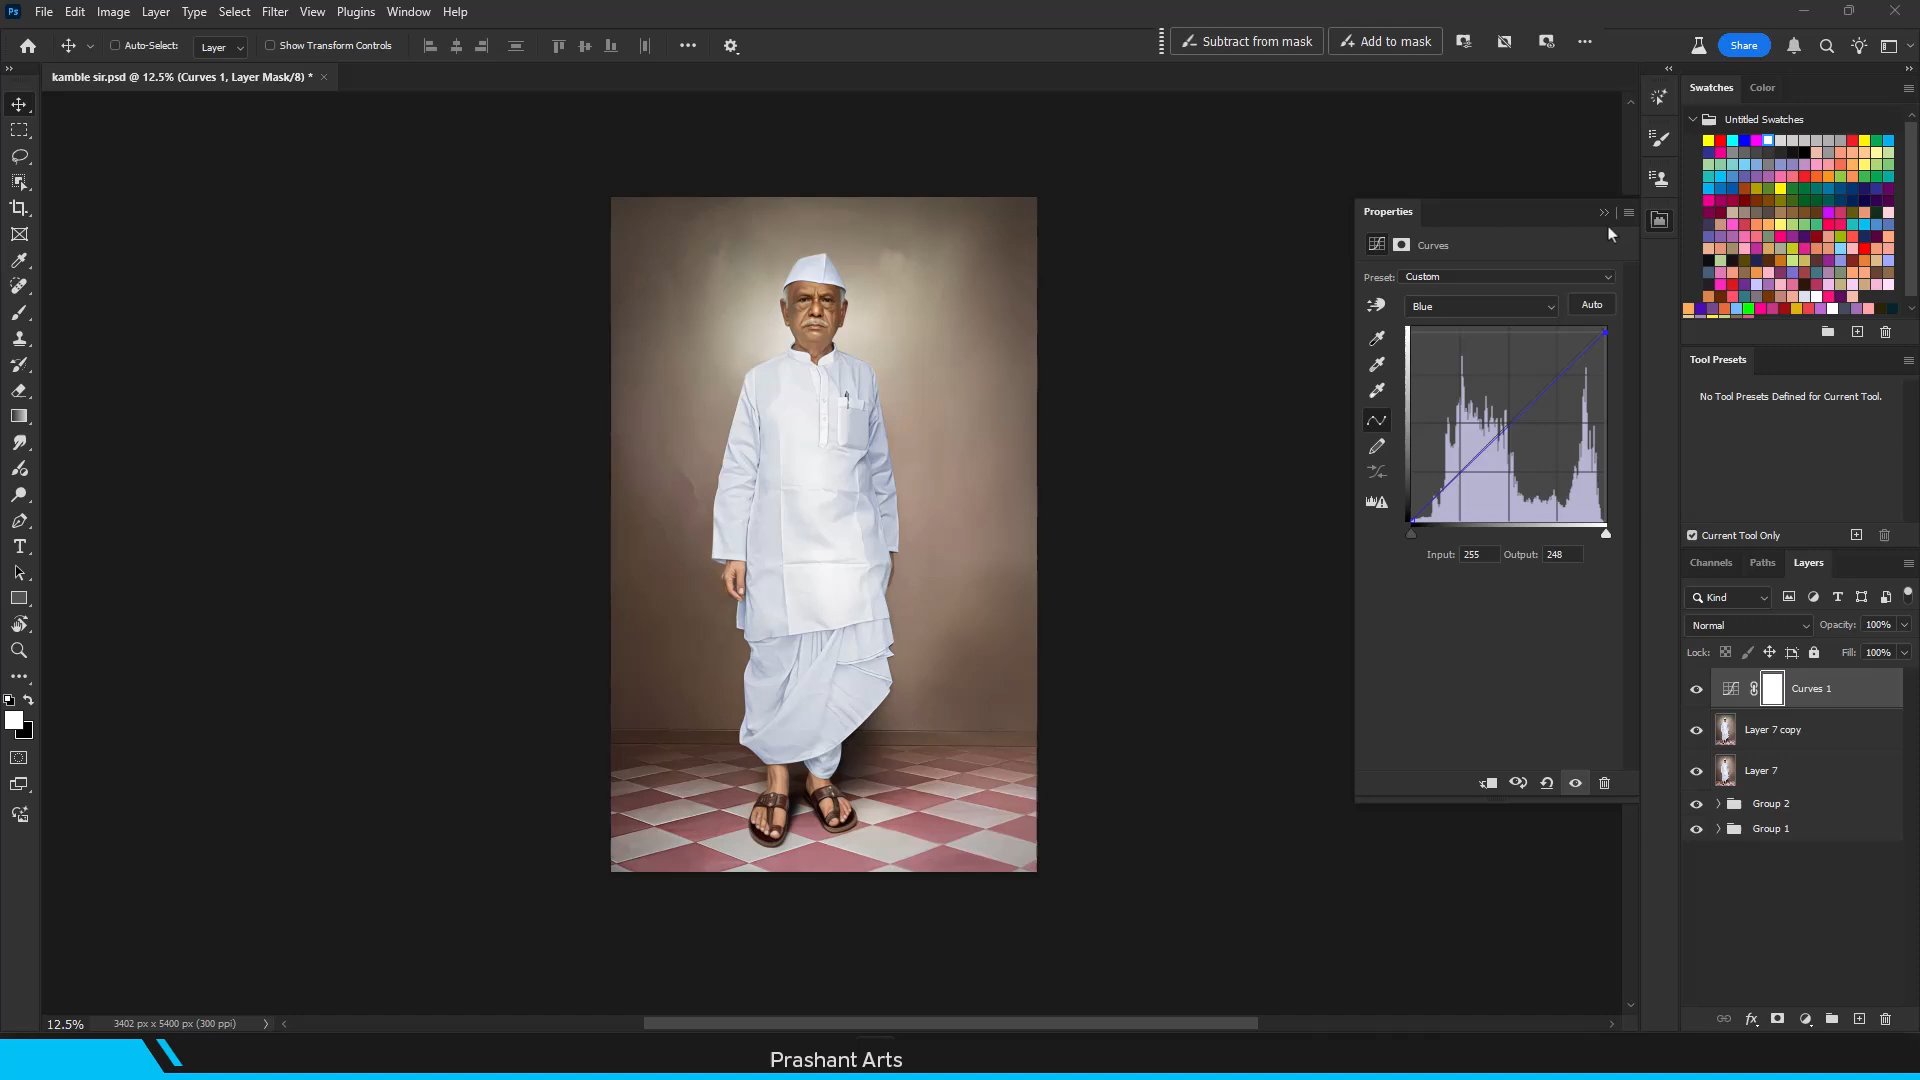 Ps File Edit Image Layer Type Select Filter View Plugins Window Help
Auto-Select: Layer Show Transform Controls Subtract from mask Add to mask Share
kamble sir.psd @ 12.5% (Curves 1, Layer Mask/8) *
Swatches Color
Untitled Swatches
Properties
Curves
Preset: Custom
Blue Auto
Input: 255 Output: 248
Tool Presets
No Tool Presets Defined for Current Tool.
Current Tool Only
Channels Paths Layers
Kind
Normal Opacity: 100%
Lock: Fill: 100%
Curves 1
Layer 7 copy
Layer 7
Group 2
Group 1
12.5% 3402 px x 5400 px (300 ppi)
Prashant Arts